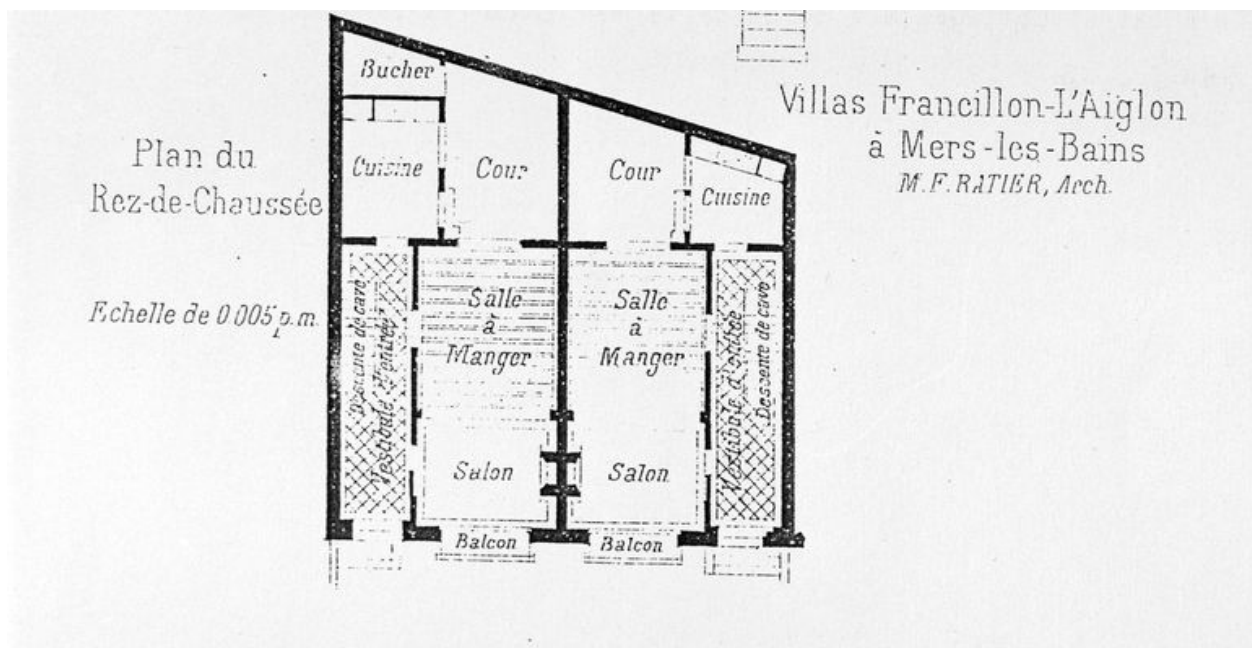 Plan du
Rez-de-Chaussée
Echelle de 0.005 p.m.
Villas Francillon-L'Aiglon
à Mers-les-Bains
M. F. RATIER, Arch.
Bucher
Cuisine
Cour
Cour
Cuisine
Descente de cave
Vestibule d'entrée
Salle
à
Manger
Salle
à
Manger
Vestibule d'entrée
Descente de cave
Salon
Salon
Balcon
Balcon